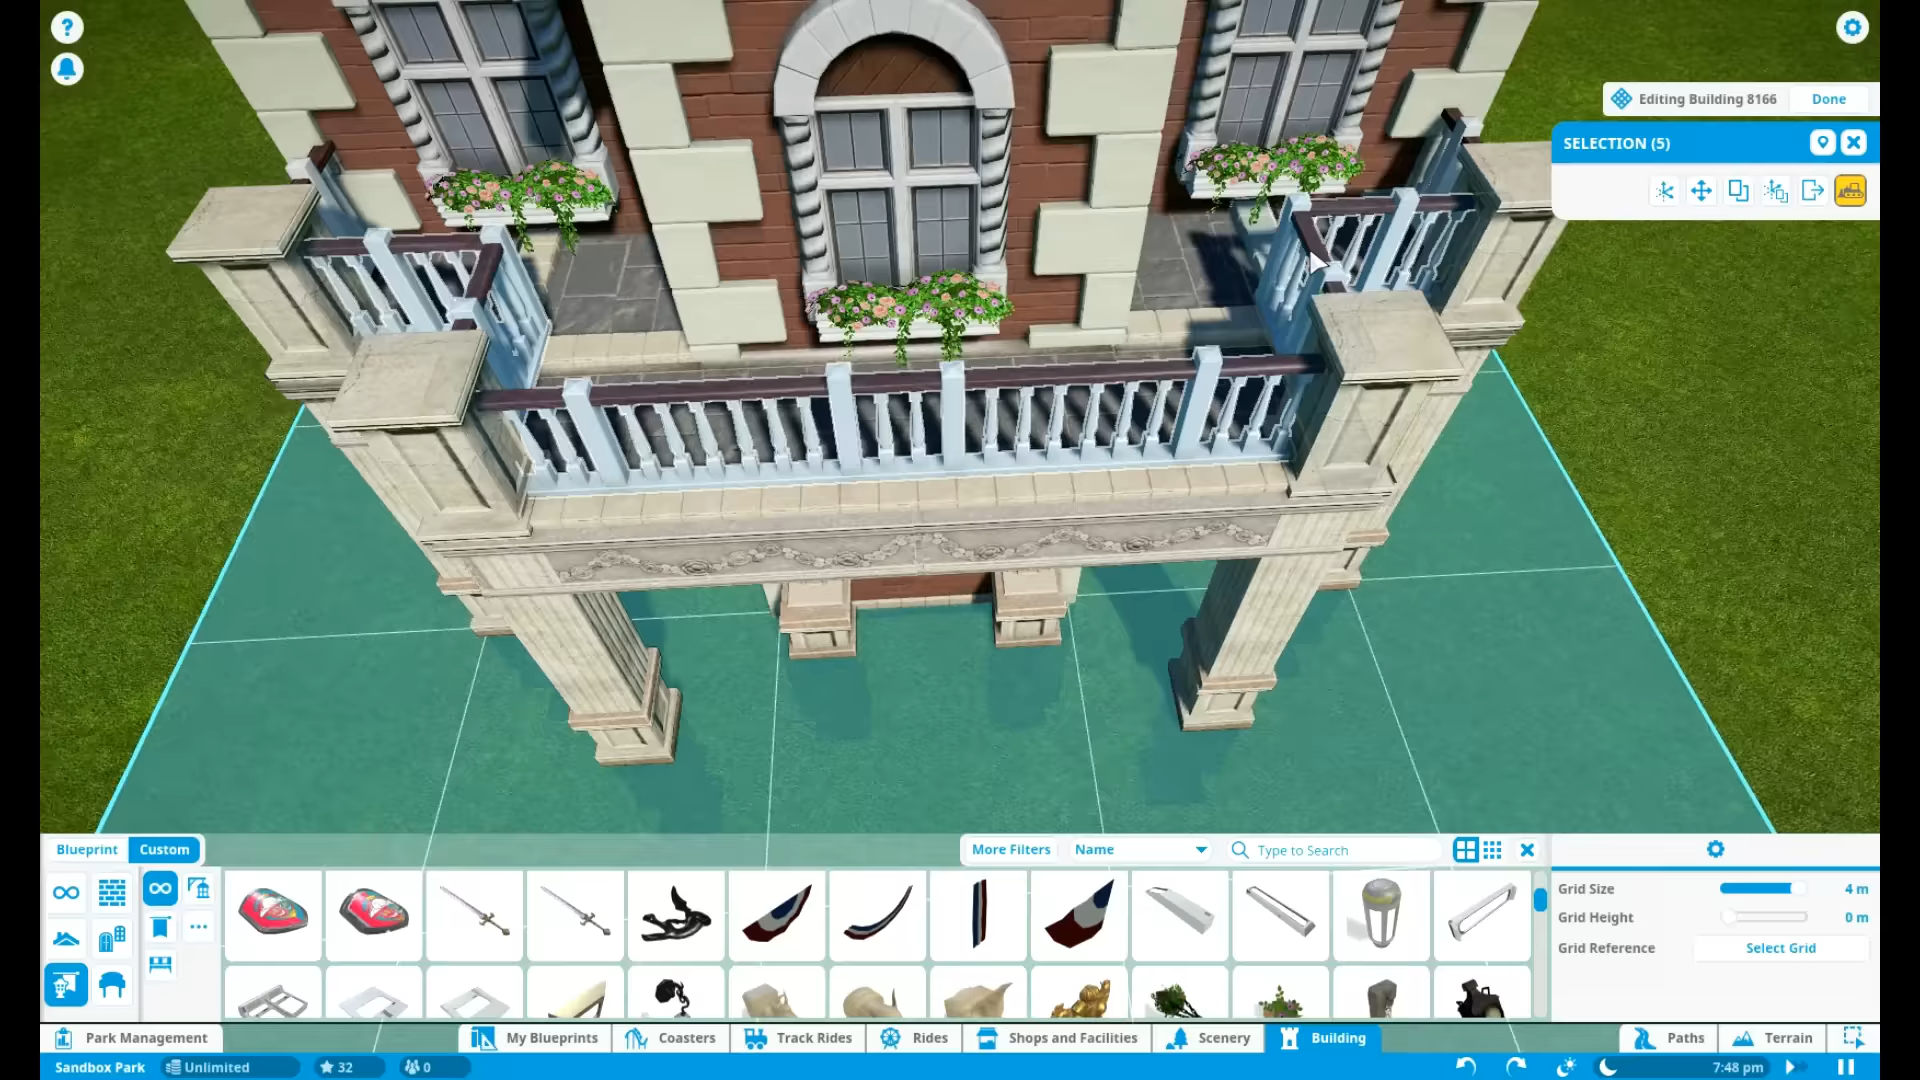 ?
Editing Building 8166 Done
SELECTION (5)
Blueprint Custom
More Filters Name Type to Search
Grid Size 4 m
Grid Height 0 m
Grid Reference Select Grid
Park Management My Blueprints Coasters Track Rides Rides Shops and Facilities Scenery Building Paths Terrain
Sandbox Park Unlimited 32 0 7:48 pm